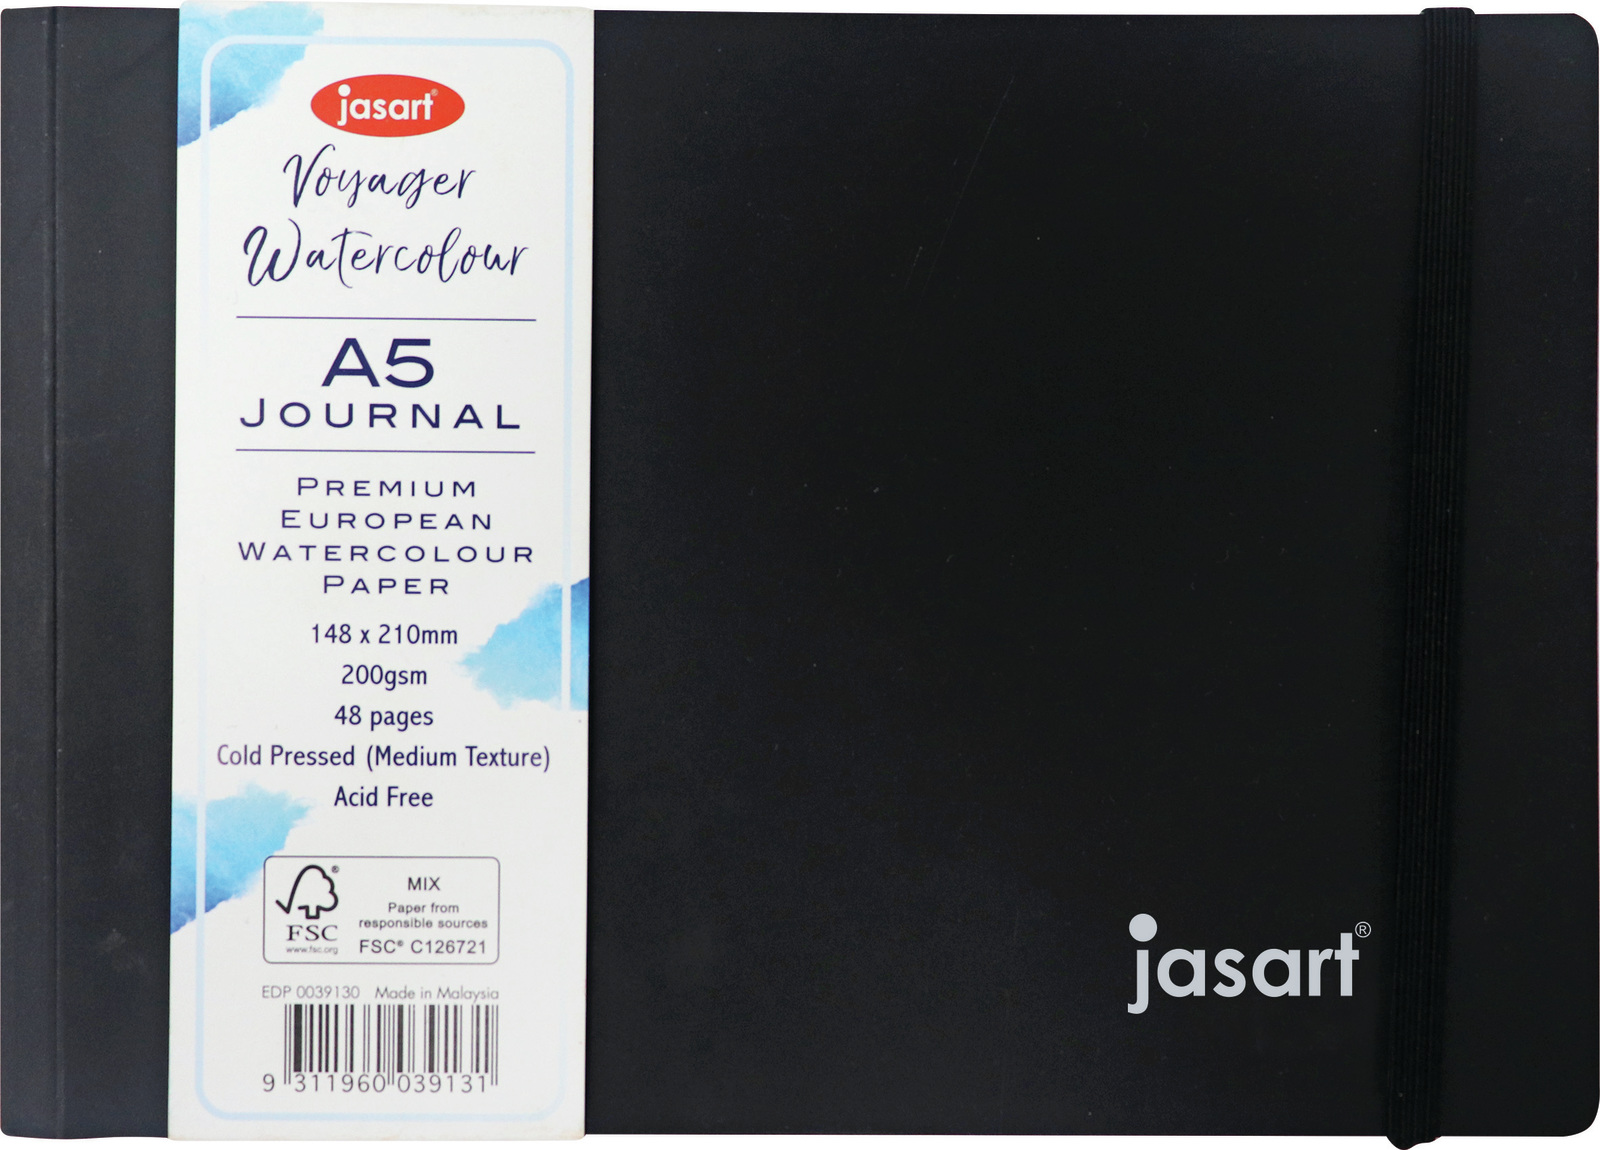 jasart®
Voyager
Watercolour
A5
JOURNAL
PREMIUM
EUROPEAN
WATERCOLOUR
PAPER
148 x 210mm
200gsm
48 pages
Cold Pressed (Medium Texture)
Acid Free
FSC
www.fsc.org
MIX
Paper from
responsible sources
FSC® C126721
EDP 0039130 Made in Malaysia
9 311960 039131
jasart®